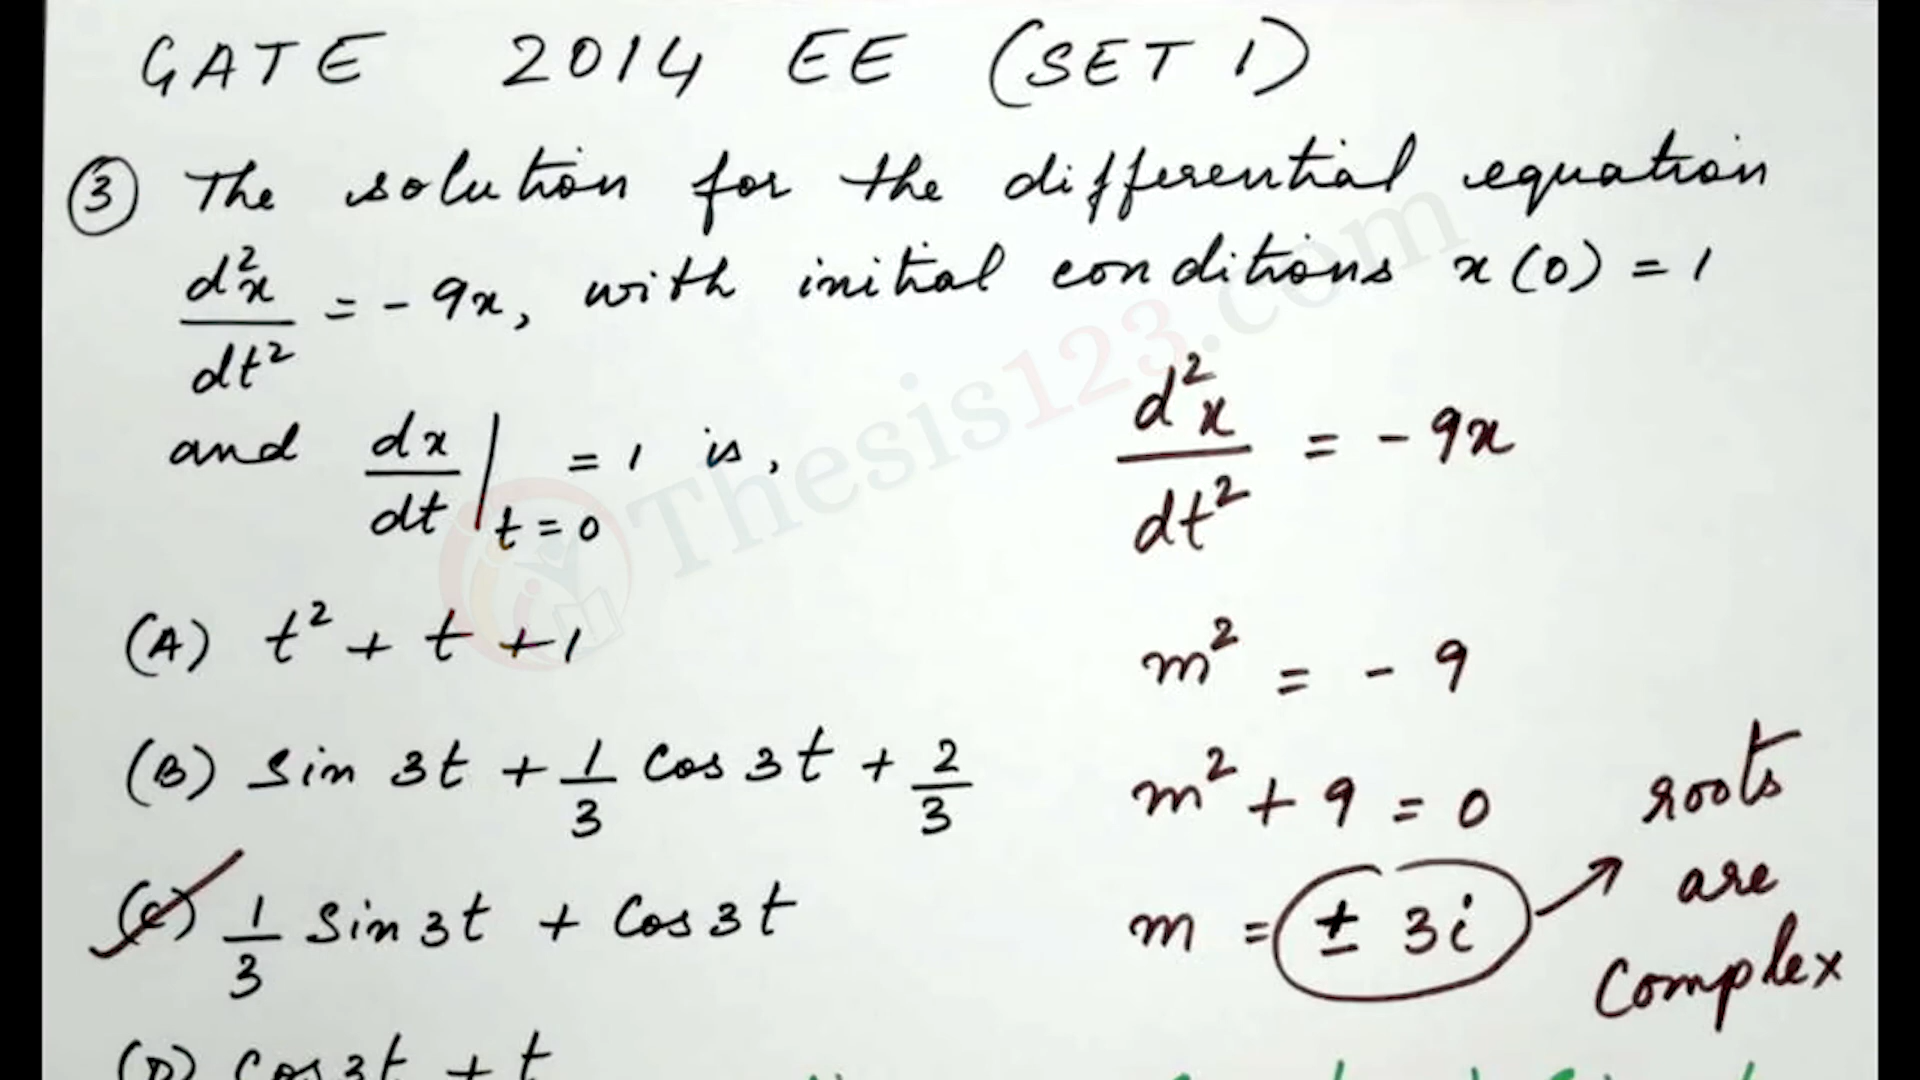 GATE 2014 EE (SET 1)
③ The solution for the differential equation
d²x/dt² = - 9x, with initial conditions x(0) = 1
and dx/dt |t=0 = 1 is,
(A) t² + t + 1
(B) Sin 3t + 1/3 Cos 3t + 2/3
(C) 1/3 Sin 3t + Cos 3t
(D) Cos 3t + t
d²x/dt² = - 9x
m² = - 9
m² + 9 = 0
m = ± 3i
roots
are
Complex
Thesis123.com